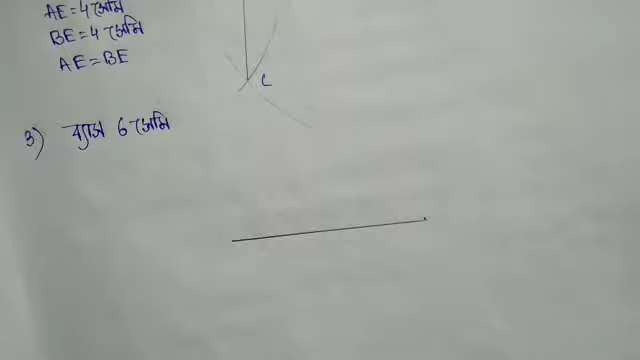 AE = 4 সেমি
BE = 4 সেমি
AE = BE
C
3) ব্যাস 6 সেমি